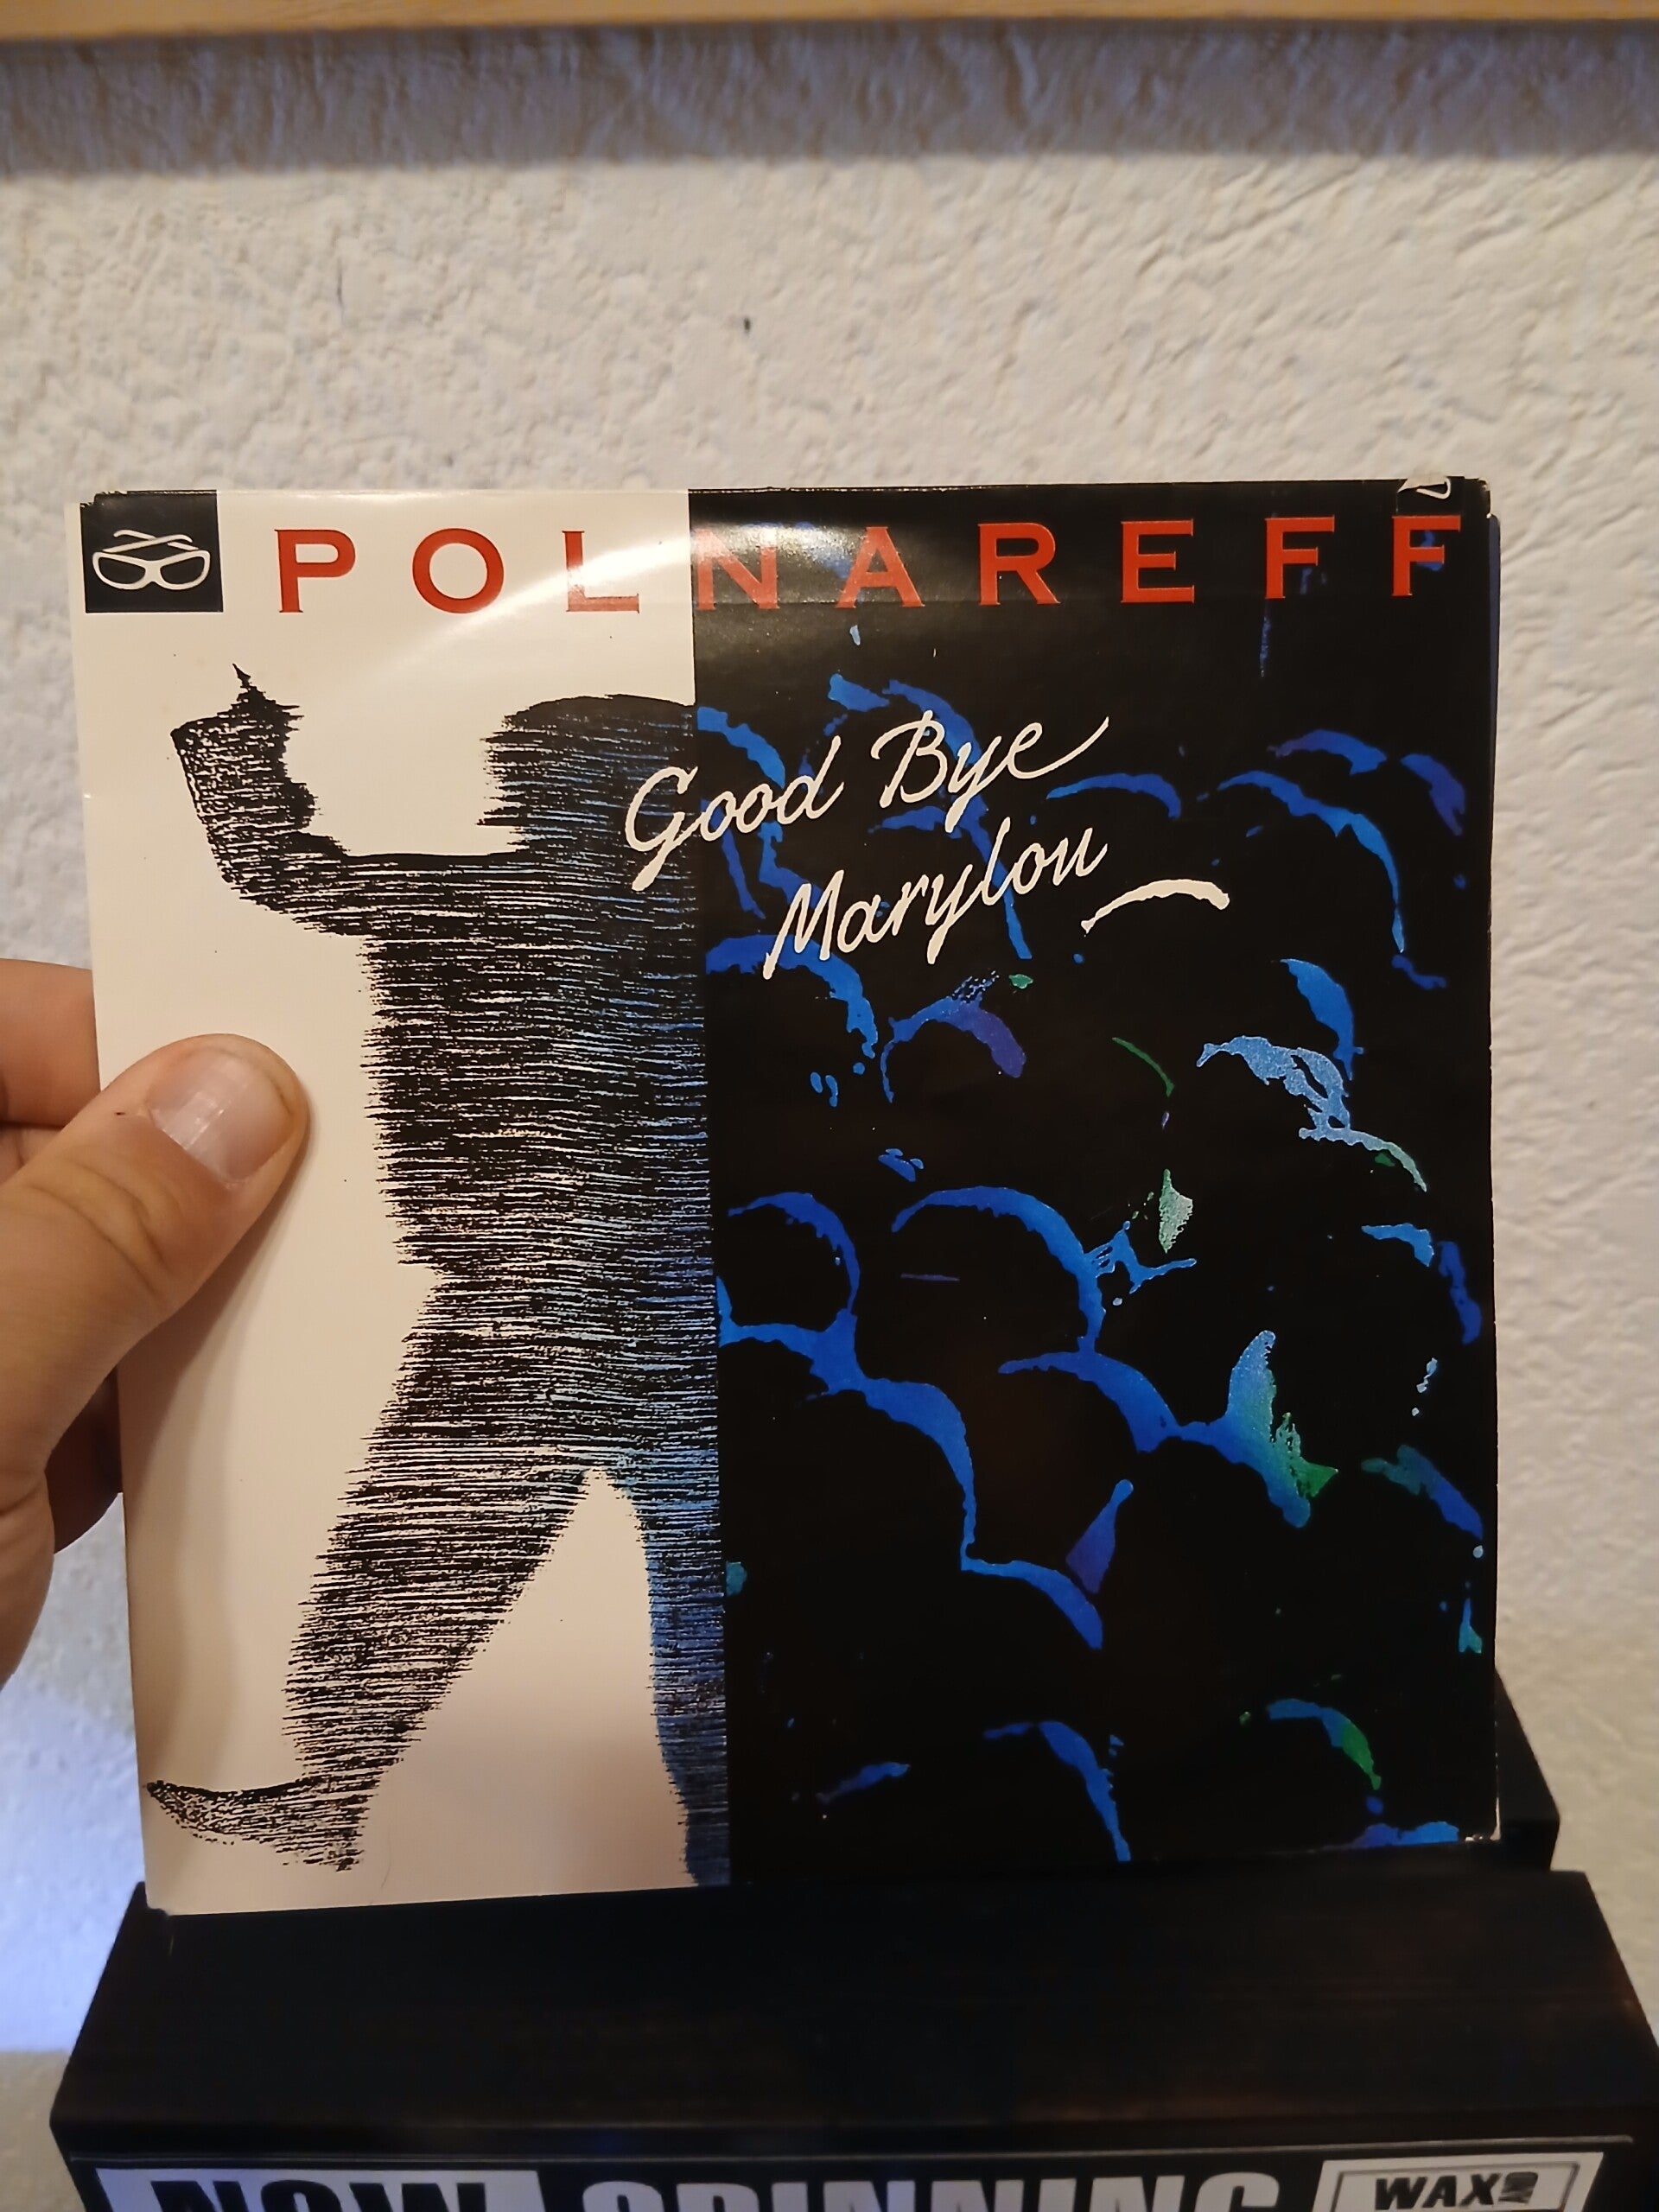 POLNAREFF
Good Bye
Marylou
NOW SPINNING
WAX